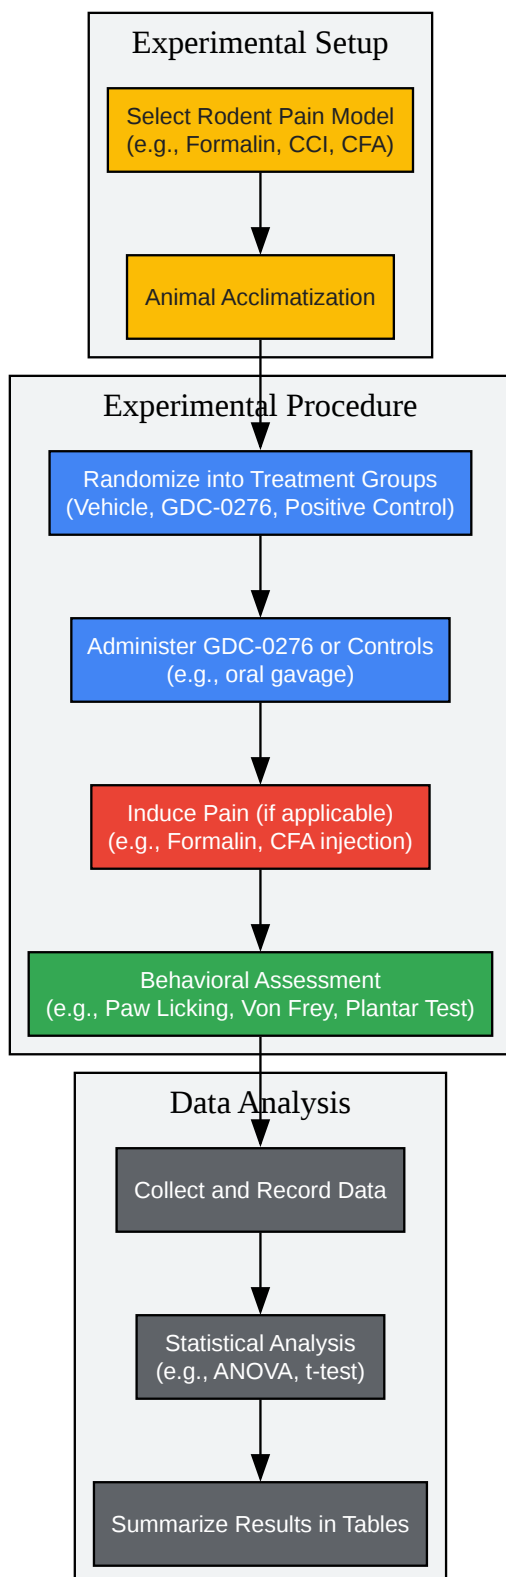 Experimental Setup
Select Rodent Pain Model
(e.g., Formalin, CCI, CFA)
Animal Acclimatization
Experimental Procedure
Randomize into Treatment Groups
(Vehicle, GDC-0276, Positive Control)
Administer GDC-0276 or Controls
(e.g., oral gavage)
Induce Pain (if applicable)
(e.g., Formalin, CFA injection)
Behavioral Assessment
(e.g., Paw Licking, Von Frey, Plantar Test)
Data Analysis
Collect and Record Data
Statistical Analysis
(e.g., ANOVA, t-test)
Summarize Results in Tables